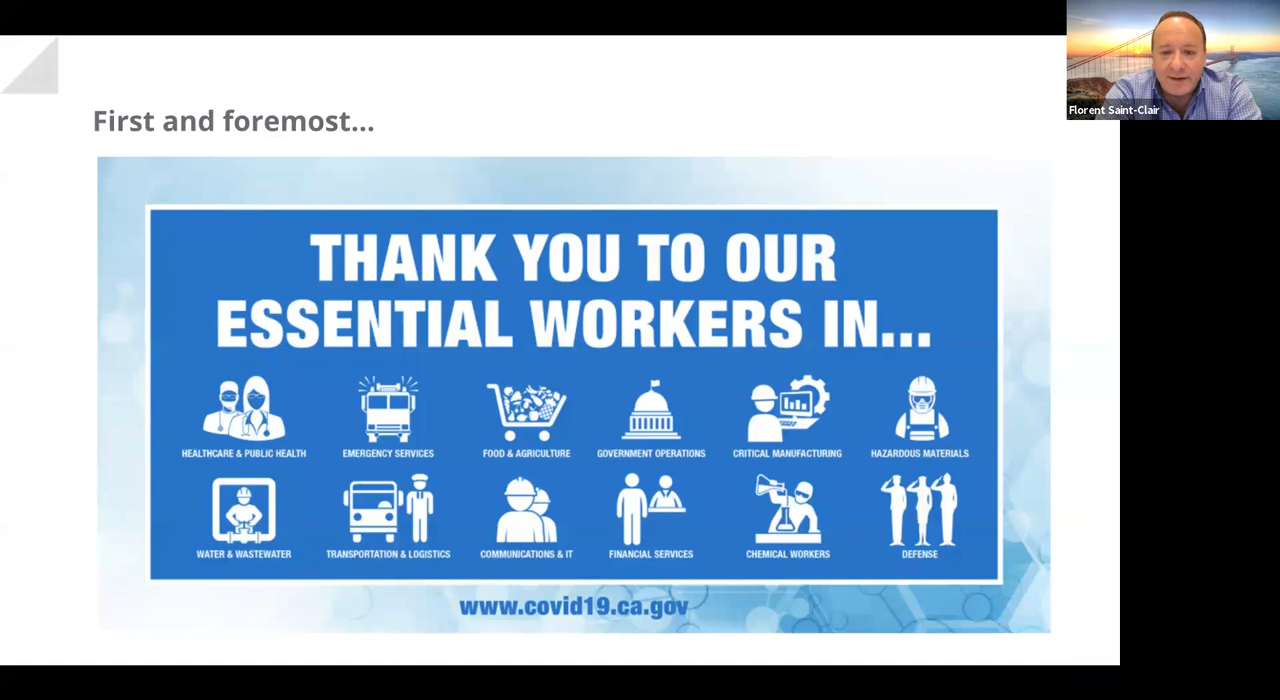 Florent Saint-Clair
First and foremost...
THANK YOU TO OUR
ESSENTIAL WORKERS IN...
HEALTHCARE & PUBLIC HEALTH
EMERGENCY SERVICES
FOOD & AGRICULTURE
GOVERNMENT OPERATIONS
CRITICAL MANUFACTURING
HAZARDOUS MATERIALS
WATER & WASTEWATER
TRANSPORTATION & LOGISTICS
COMMUNICATIONS & IT
FINANCIAL SERVICES
CHEMICAL WORKERS
DEFENSE
www.covid19.ca.gov